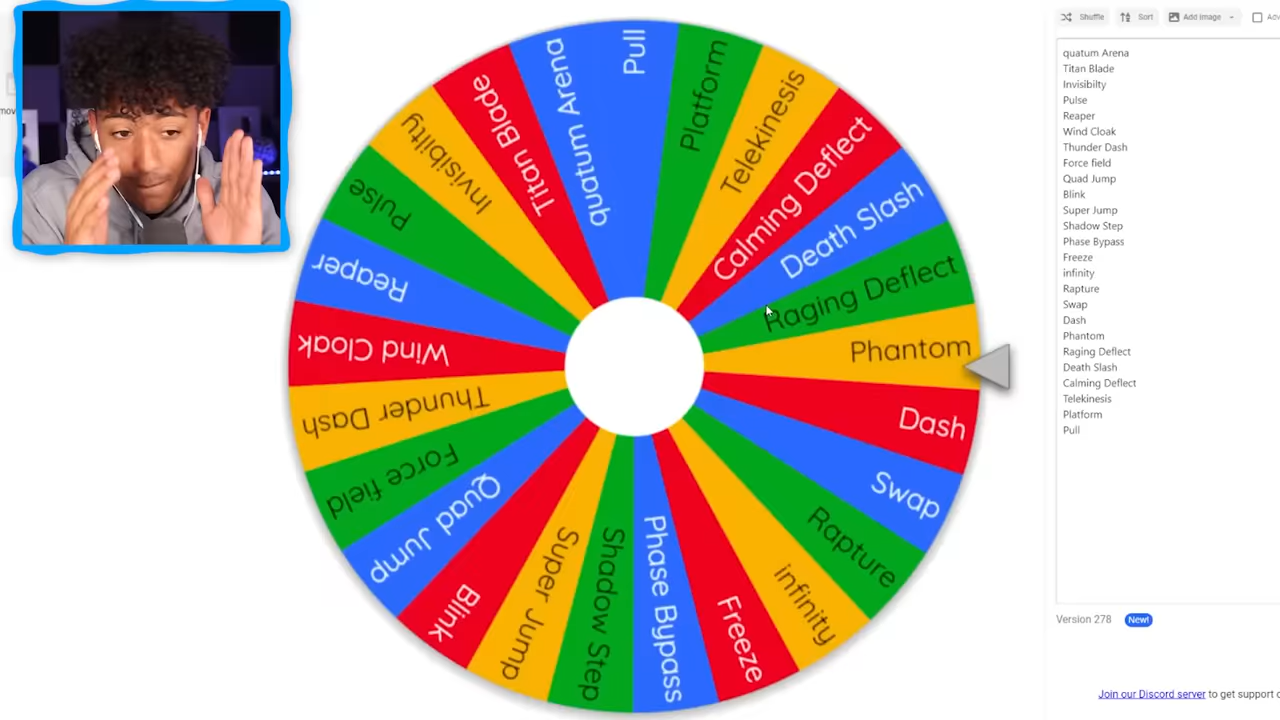 Shuffle
Sort
Add image
quatum Arena
Titan Blade
Invisibilty
Pulse
Reaper
Wind Cloak
Thunder Dash
Force field
Quad Jump
Blink
Super Jump
Shadow Step
Phase Bypass
Freeze
infinity
Rapture
Swap
Dash
Phantom
Raging Deflect
Death Slash
Calming Deflect
Telekinesis
Platform
Pull
Version 278
New!
Join our Discord server to get support
Pull
Platform
Telekinesis
Calming Deflect
Death Slash
Raging Deflect
Phantom
Dash
Swap
Rapture
infinity
Freeze
Phase Bypass
Shadow Step
Super Jump
Blink
Quad Jump
Force field
Thunder Dash
Wind Cloak
Reaper
Pulse
Invisibilty
Titan Blade
quatum Arena